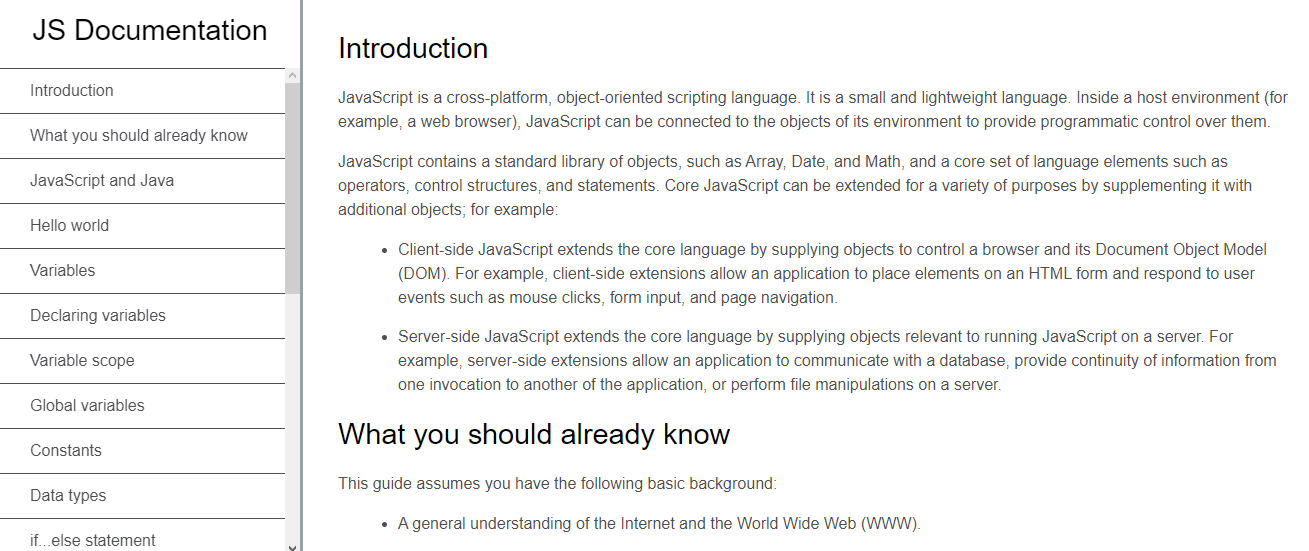 JS Documentation
Introduction
What you should already know
JavaScript and Java
Hello world
Variables
Declaring variables
Variable scope
Global variables
Constants
Data types
if...else statement
Introduction
JavaScript is a cross-platform, object-oriented scripting language. It is a small and lightweight language. Inside a host environment (for
example, a web browser), JavaScript can be connected to the objects of its environment to provide programmatic control over them.
JavaScript contains a standard library of objects, such as Array, Date, and Math, and a core set of language elements such as
operators, control structures, and statements. Core JavaScript can be extended for a variety of purposes by supplementing it with
additional objects; for example:
• Client-side JavaScript extends the core language by supplying objects to control a browser and its Document Object Model
(DOM). For example, client-side extensions allow an application to place elements on an HTML form and respond to user
events such as mouse clicks, form input, and page navigation.
• Server-side JavaScript extends the core language by supplying objects relevant to running JavaScript on a server. For
example, server-side extensions allow an application to communicate with a database, provide continuity of information from
one invocation to another of the application, or perform file manipulations on a server.
What you should already know
This guide assumes you have the following basic background:
• A general understanding of the Internet and the World Wide Web (WWW).